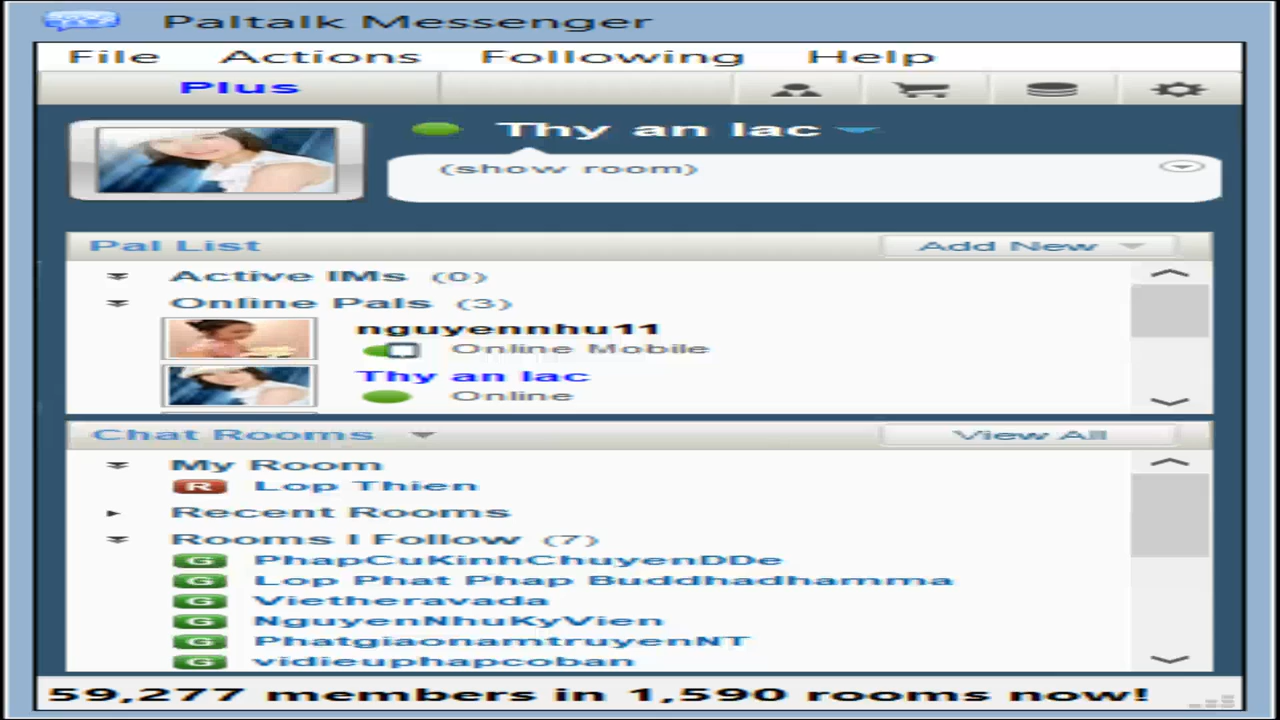 Paltalk Messenger
File Actions Following Help
Plus
Thy an lac
(show room)
Pal List Add New
Active IMs (0)
Online Pals (3)
nguyennhu11
Online Mobile
Thy an lac
Online
Chat Rooms View All
My Room
R Lop Thien
Recent Rooms
Rooms I Follow (7)
G PhapCuKinhChuyenDDe
G Lop Phat Phap Buddhadhamma
G Vietheravada
G NguyenNhuKyVien
G PhatgiaonamtruyenNT
G vidieuphapcoban
59,277 members in 1,590 rooms now!